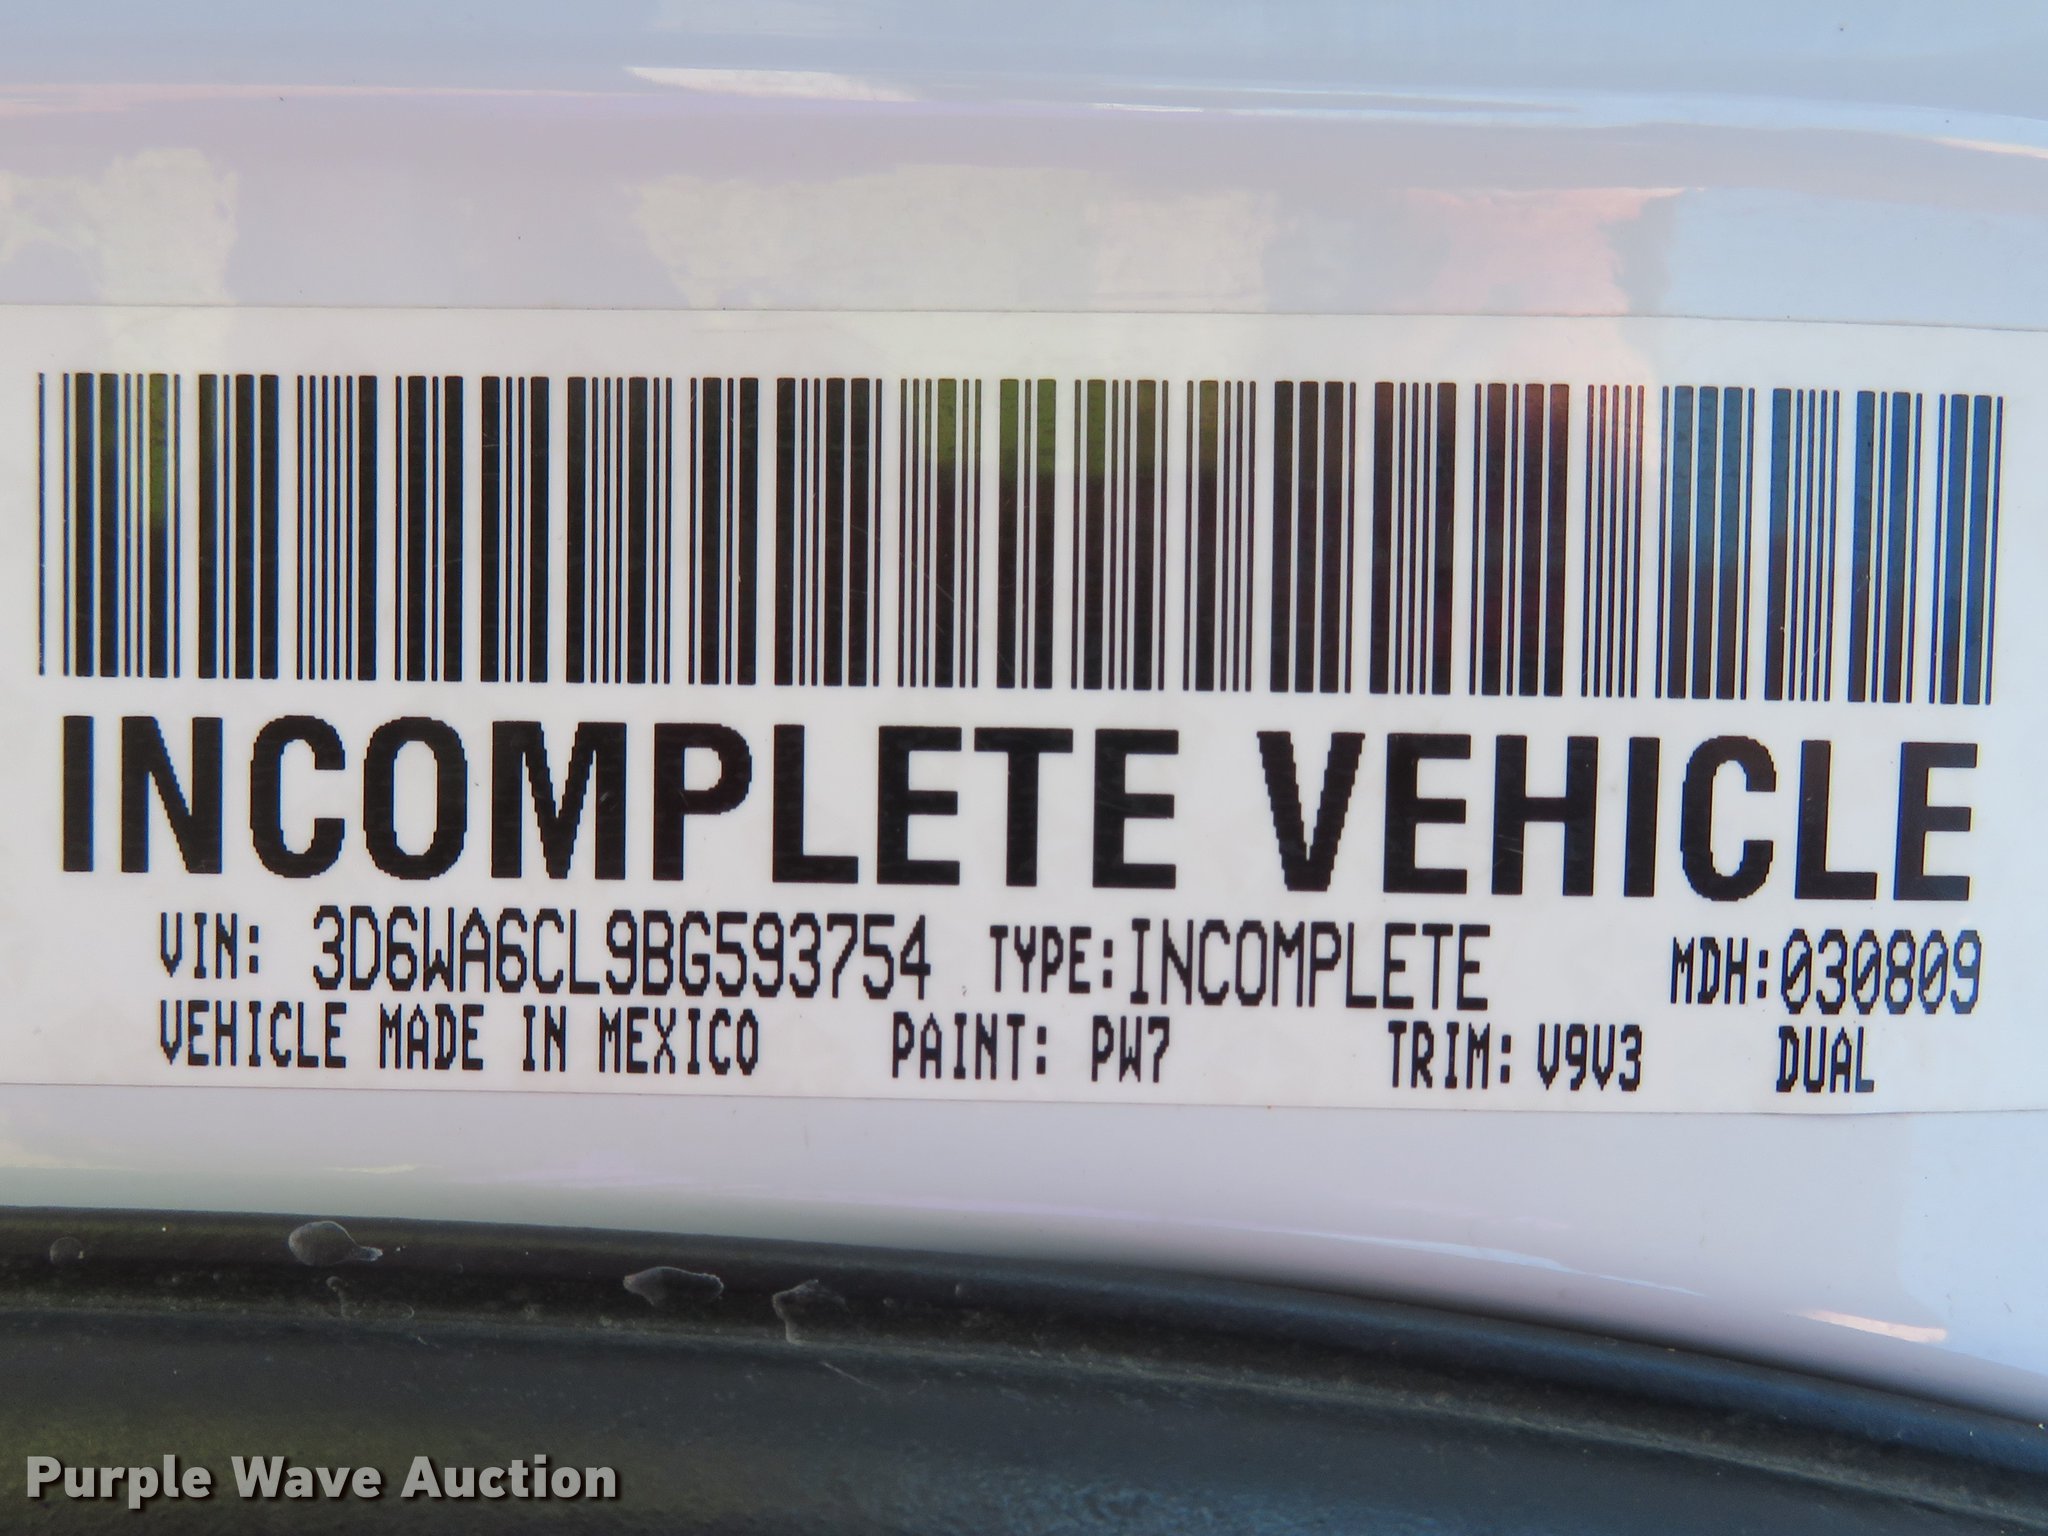 INCOMPLETE VEHICLE
VIN: 3D6WA6CL9BG593754 TYPE:INCOMPLETE MDH:030809
VEHICLE MADE IN MEXICO PAINT: PW7 TRIM: V9V3 DUAL
Purple Wave Auction